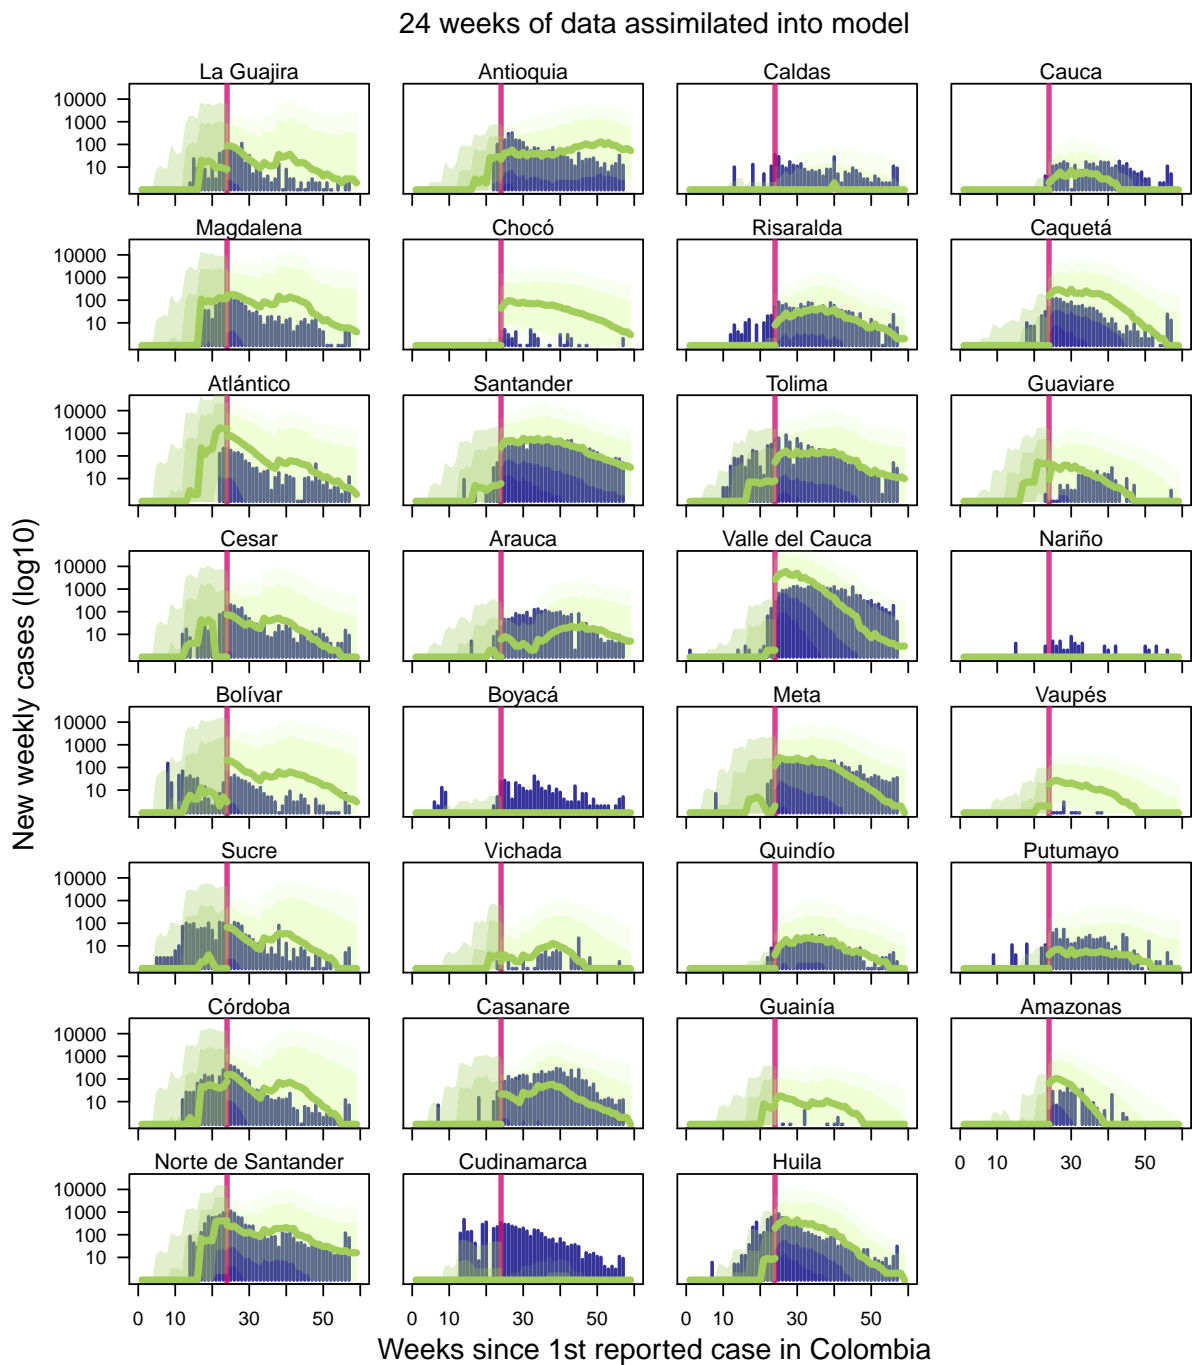 24 weeks of data assimilated into model
La Guajira Antioquia Caldas Cauca
10000
1000
100
10
Magdalena Chocó Risaralda Caquetá
10000
1000
100
10
Atlántico Santander Tolima Guaviare
10000
1000
100
10
Cesar Arauca Valle del Cauca Nariño
10000
1000
100
10
New weekly cases (log10)
Bolívar Boyacá Meta Vaupés
10000
1000
100
10
Sucre Vichada Quindío Putumayo
10000
1000
100
10
Córdoba Casanare Guainía Amazonas
10000
1000
100
10
0 10 30 50
Norte de Santander Cudinamarca Huila
10000
1000
100
10
0 10 30 50 0 10 30 50 0 10 30 50
Weeks since 1st reported case in Colombia